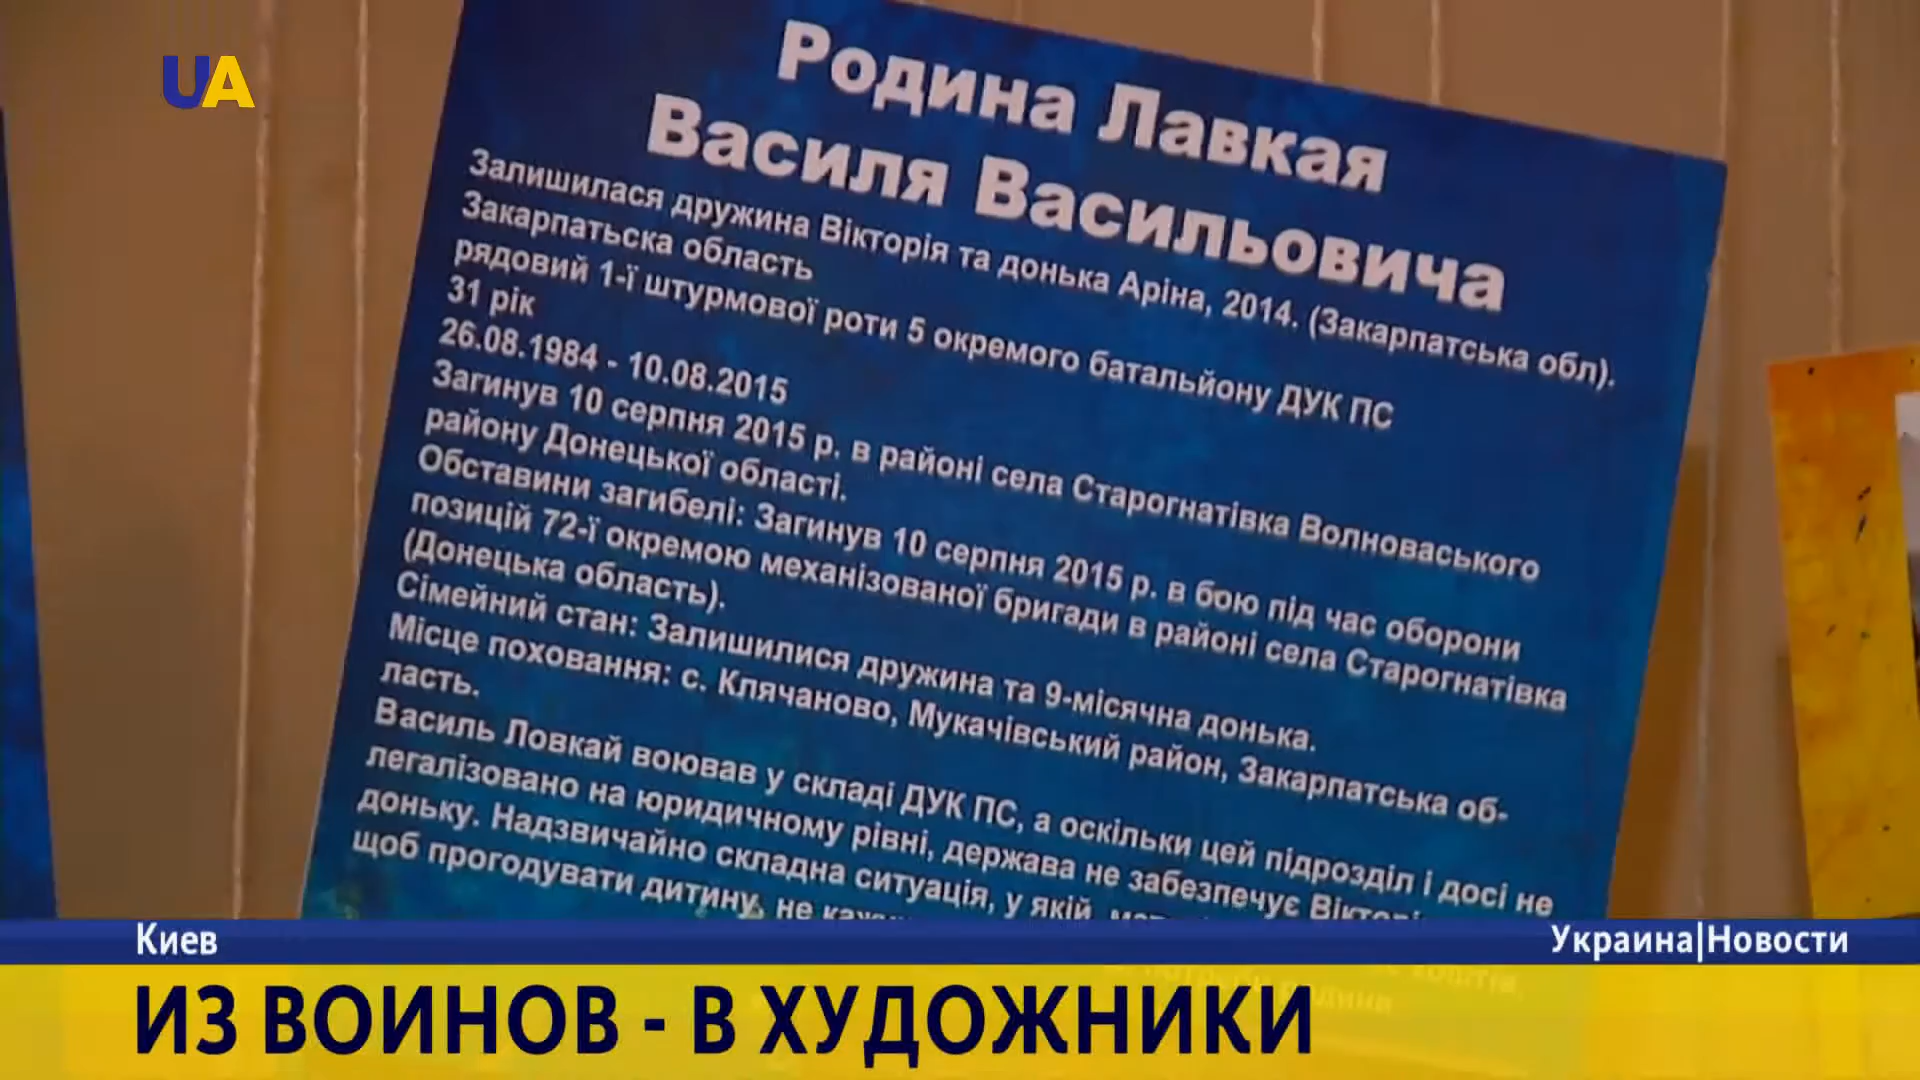 UA
Родина Лавкая
Василя Васильовича
Залишилася дружина Вікторія та донька Аріна, 2014. (Закарпатська обл).
Закарпатьска область
рядовий 1-ї штурмової роти 5 окремого батальйону ДУК ПС
31 рік
26.08.1984 - 10.08.2015
Загинув 10 серпня 2015 р. в районі села Старогнатівка Волноваського
району Донецької області.
Обставини загибелі: Загинув 10 серпня 2015 р. в бою під час оборони
позицій 72-ї окремою механізованої бригади в районі села Старогнатівка
(Донецька область).
Сімейний стан: Залишилися дружина та 9-місячна донька.
Місце поховання: с. Клячаново, Мукачівський район, Закарпатська об-
ласть.
Василь Ловкай воював у складі ДУК ПС, а оскільки цей підрозділ і досі не
легалізовано на юридичному рівні, держава не забезпечує
доньку. Надзвичайно складна ситуація, у якій
щоб прогодувати дитину, не
Киев
Украина|Новости
ИЗ ВОИНОВ - В ХУДОЖНИКИ